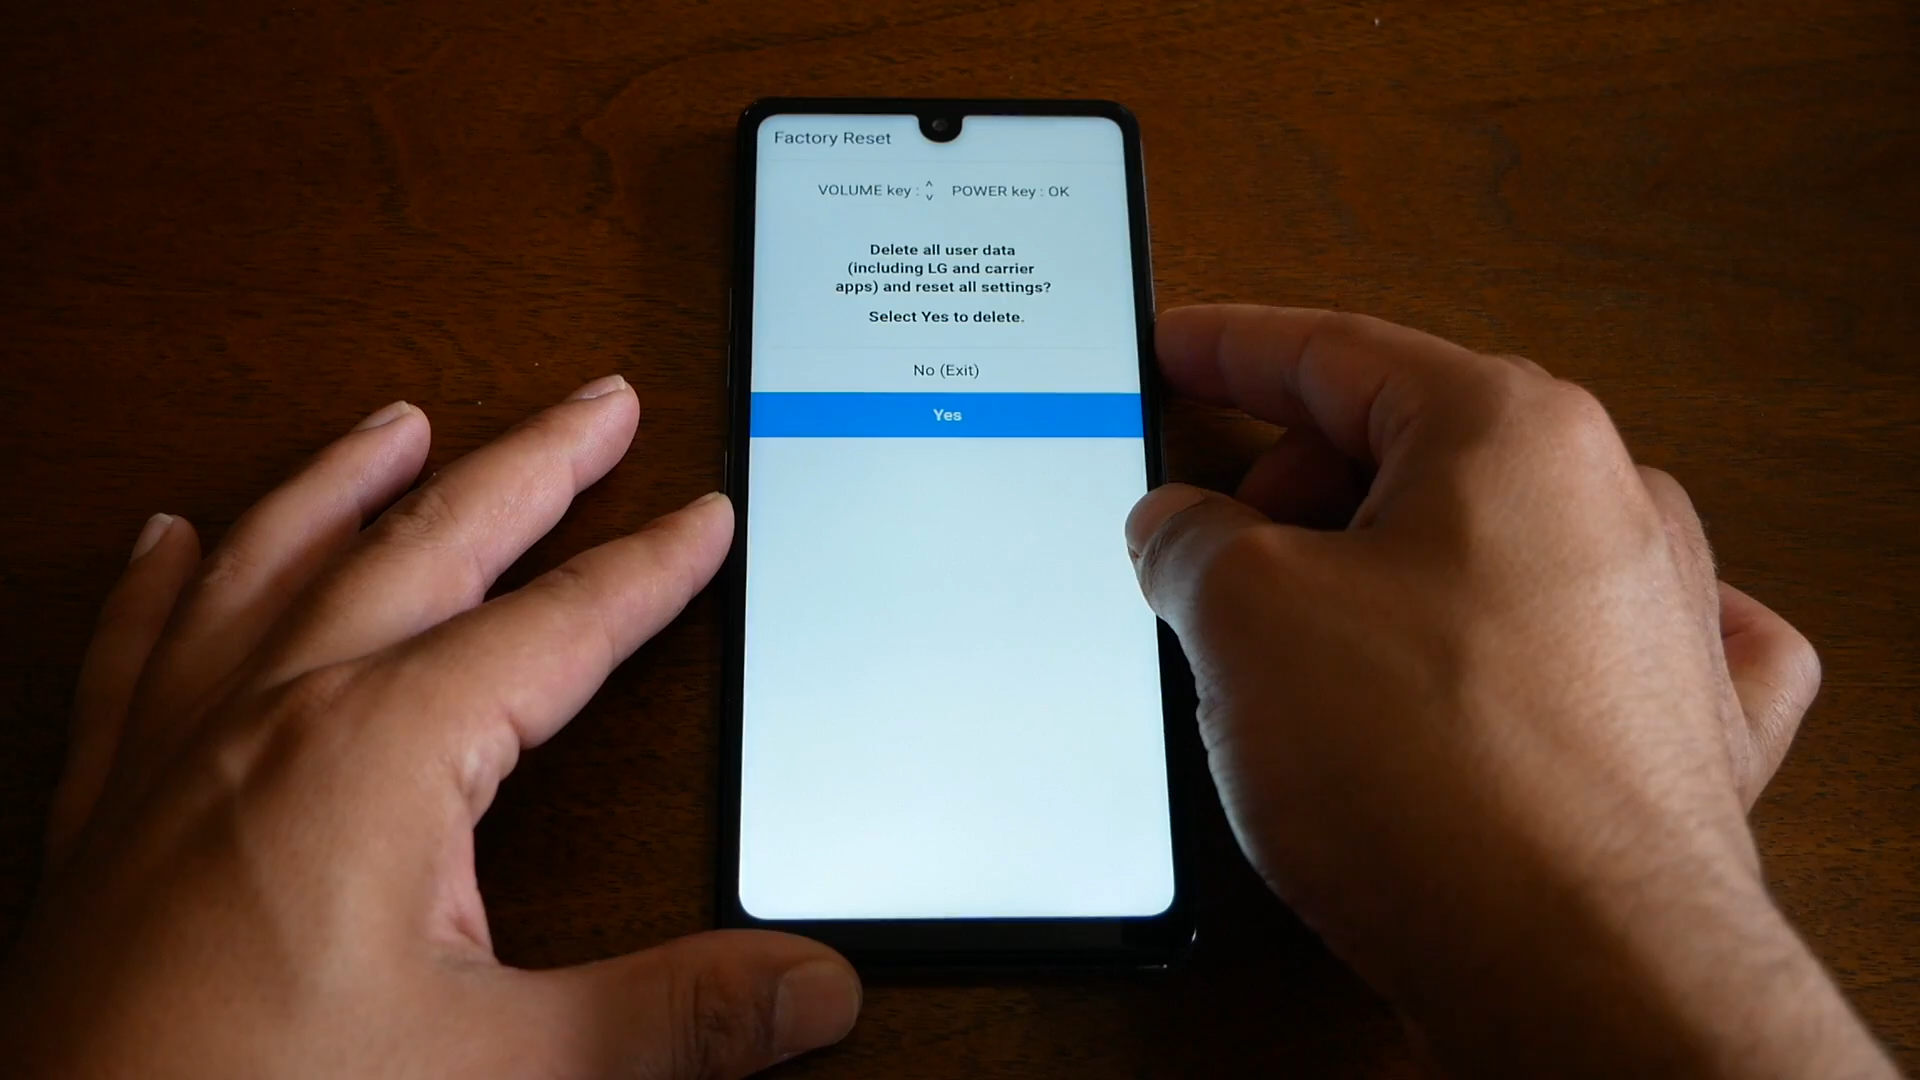 Factory Reset
VOLUME key : ^ v POWER key : OK
Delete all user data
(including LG and carrier
apps) and reset all settings?
Select Yes to delete.
No (Exit)
Yes